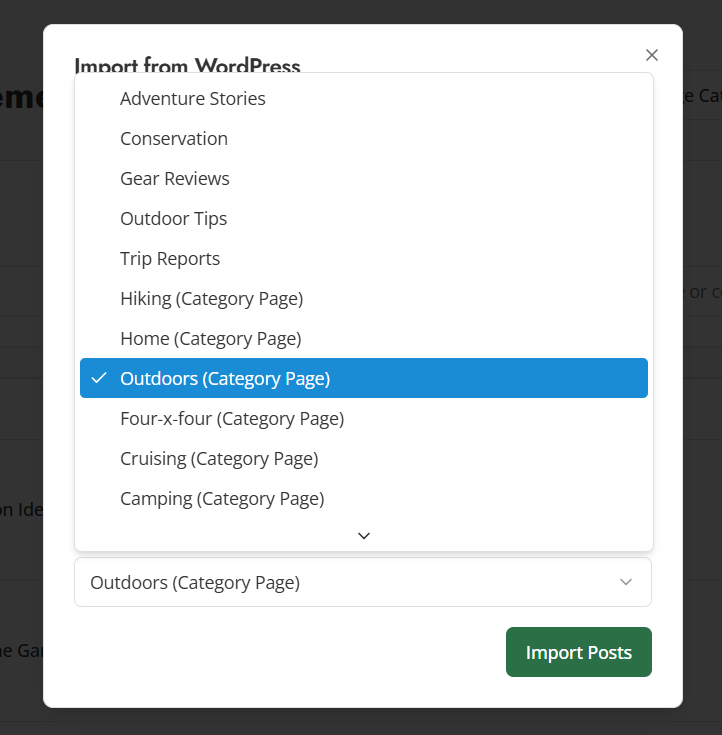 Import from WordPress
Adventure Stories
Conservation
Gear Reviews
Outdoor Tips
Trip Reports
Hiking (Category Page)
Home (Category Page)
Outdoors (Category Page)
Four-x-four (Category Page)
Cruising (Category Page)
Camping (Category Page)
Outdoors (Category Page)
Import Posts